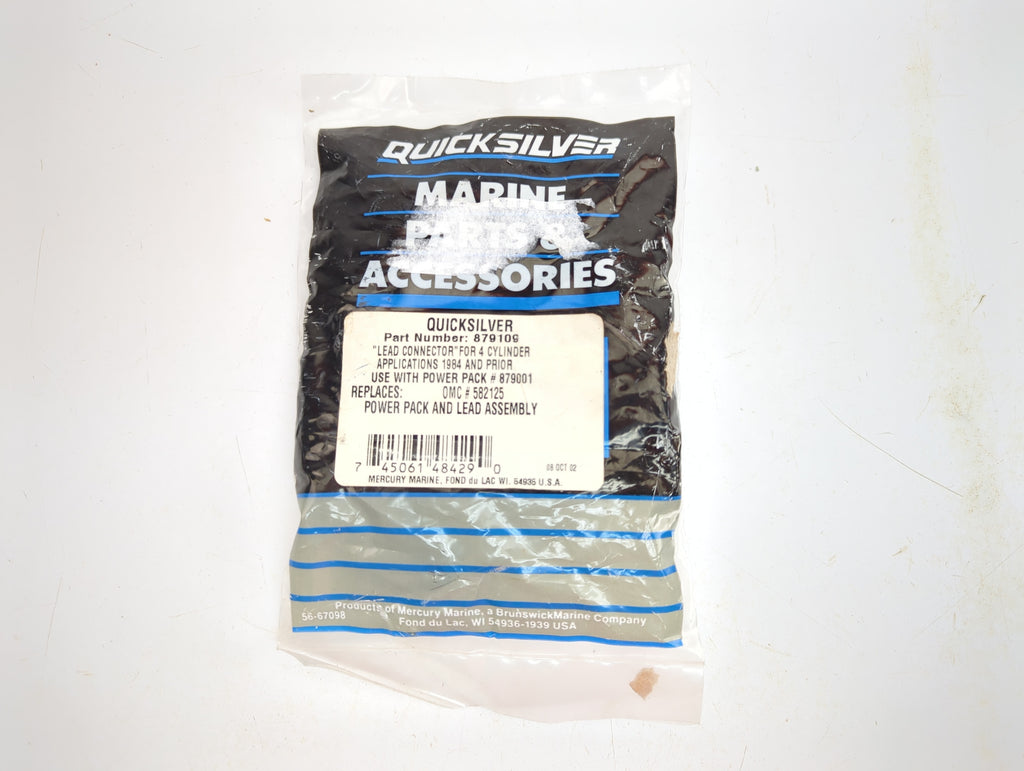 QUICKSILVER
MARINE
PARTS &
ACCESSORIES
QUICKSILVER
Part Number: 879109
"LEAD CONNECTOR" FOR 4 CYLINDER
APPLICATIONS 1984 AND PRIOR
USE WITH POWER PACK # 879001
REPLACES: OMC # 582125
POWER PACK AND LEAD ASSEMBLY
7 45061 48429 0
08 OCT 02
MERCURY MARINE, FOND du LAC WI. 54935 U.S.A.
Products of Mercury Marine, a Brunswick Marine Company
56-67098
Fond du Lac, WI 54936-1939 USA